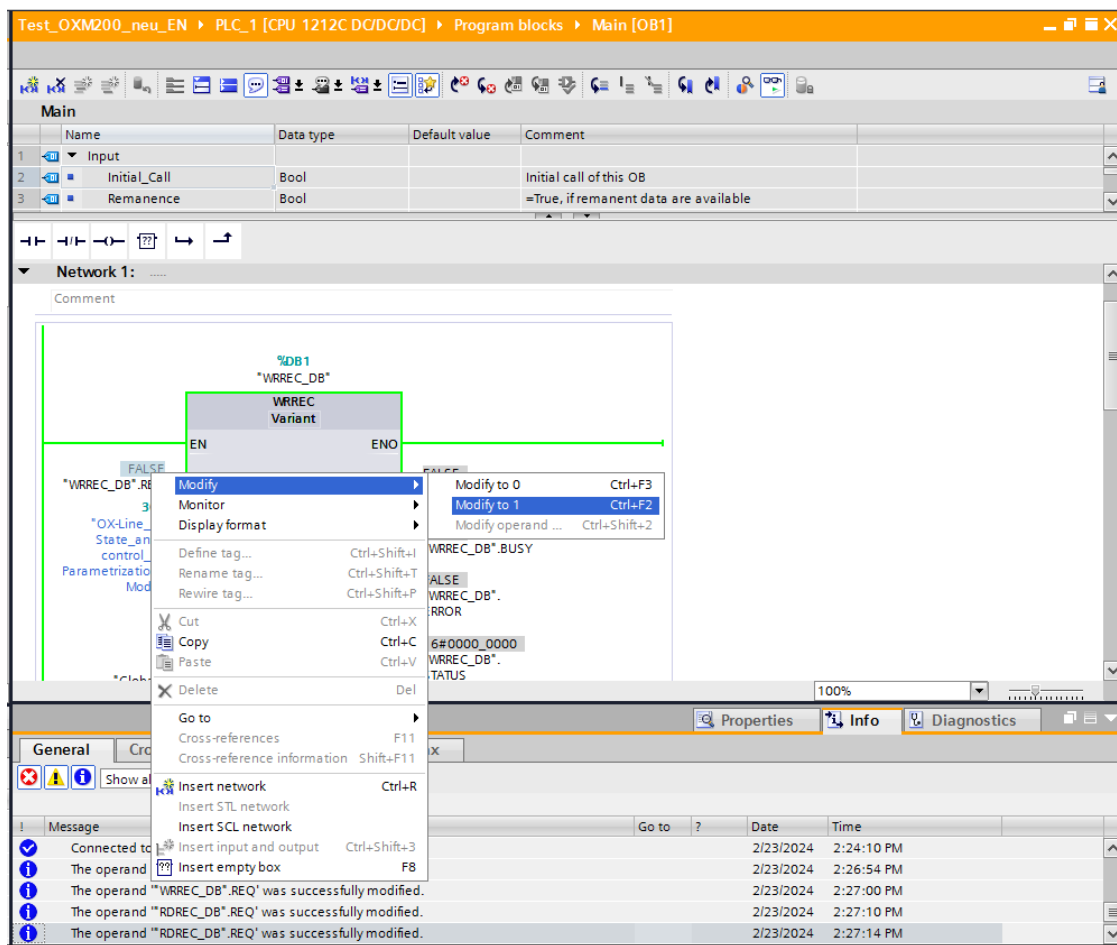 Test_OXM200_neu_EN ▸ PLC_1 [CPU 1212C DC/DC/DC] ▸ Program blocks ▸ Main [OB1]
Main
Name Data type Default value Comment
1 Input
2 Initial_Call Bool Initial call of this OB
3 Remanence Bool =True, if remanent data are available
Network 1: .....
Comment
%DB1
"WRREC_DB"
WRREC
Variant
EN ENO
FALSE
"WRREC_DB".RE
3
"OX-Line_
State_an
control_
Parametrizatio
Mod
"Glob
FALSE
"WRREC_DB".BUSY
FALSE
"WRREC_DB".
ERROR
16#0000_0000
"WRREC_DB".
STATUS
Modify
Monitor
Display format
Define tag... Ctrl+Shift+I
Rename tag... Ctrl+Shift+T
Rewire tag... Ctrl+Shift+P
Cut Ctrl+X
Copy Ctrl+C
Paste Ctrl+V
Delete Del
Go to
Cross-references F11
Cross-reference information Shift+F11
Insert network Ctrl+R
Insert STL network
Insert SCL network
Insert input and output Ctrl+Shift+3
Insert empty box F8
Modify to 0 Ctrl+F3
Modify to 1 Ctrl+F2
Modify operand ... Ctrl+Shift+2
100%
Properties Info Diagnostics
General Cro ax
Show al
! Message Go to ? Date Time
Connected to 2/23/2024 2:24:10 PM
The operand 2/23/2024 2:26:54 PM
The operand '"WRREC_DB".REQ' was successfully modified. 2/23/2024 2:27:00 PM
The operand '"RDREC_DB".REQ' was successfully modified. 2/23/2024 2:27:10 PM
The operand '"RDREC_DB".REQ' was successfully modified. 2/23/2024 2:27:14 PM